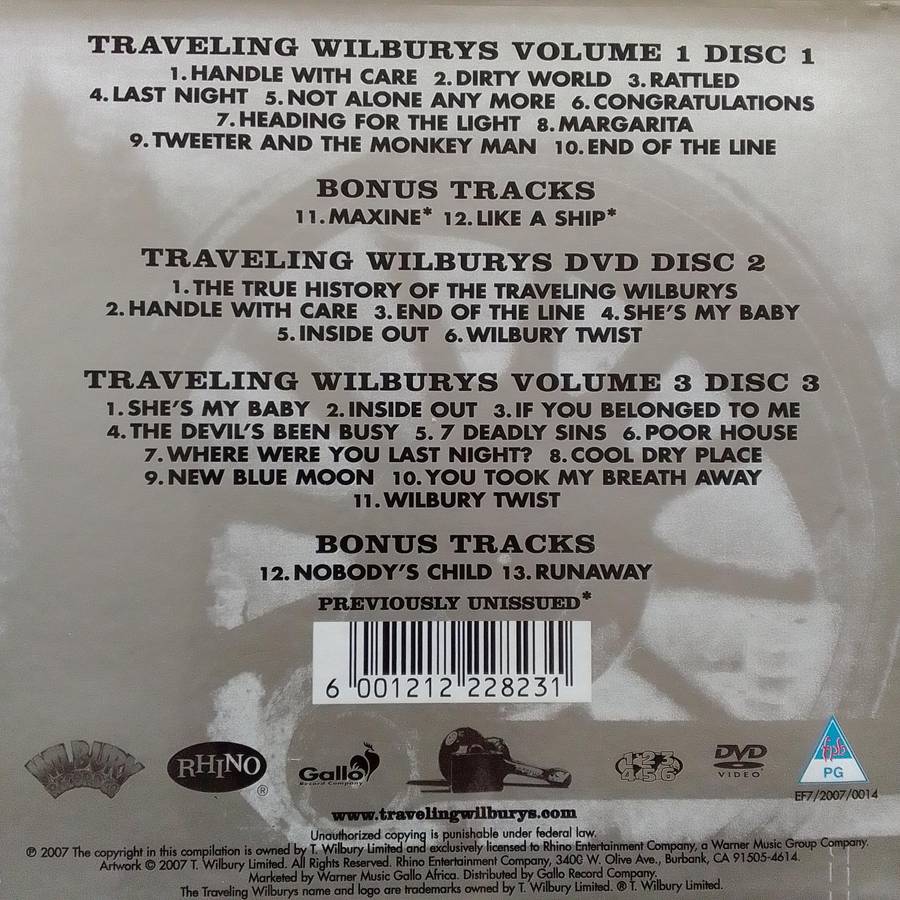 TRAVELING WILBURYS VOLUME 1 DISC 1
1. HANDLE WITH CARE 2. DIRTY WORLD 3. RATTLED
4. LAST NIGHT 5. NOT ALONE ANY MORE 6. CONGRATULATIONS
7. HEADING FOR THE LIGHT 8. MARGARITA
9. TWEETER AND THE MONKEY MAN 10. END OF THE LINE
BONUS TRACKS
11. MAXINE* 12. LIKE A SHIP*
TRAVELING WILBURYS DVD DISC 2
1. THE TRUE HISTORY OF THE TRAVELING WILBURYS
2. HANDLE WITH CARE 3. END OF THE LINE 4. SHE'S MY BABY
5. INSIDE OUT 6. WILBURY TWIST
TRAVELING WILBURYS VOLUME 3 DISC 3
1. SHE'S MY BABY 2. INSIDE OUT 3. IF YOU BELONGED TO ME
4. THE DEVIL'S BEEN BUSY 5. 7 DEADLY SINS 6. POOR HOUSE
7. WHERE WERE YOU LAST NIGHT? 8. COOL DRY PLACE
9. NEW BLUE MOON 10. YOU TOOK MY BREATH AWAY
11. WILBURY TWIST
BONUS TRACKS
12. NOBODY'S CHILD 13. RUNAWAY
PREVIOUSLY UNISSUED*
6 001212 228231
WILBURY RECORDS
RHINO ®
Gallo
Record Company
1 2 3
4 5 6
DVD
VIDEO
fpb
PG
EF7/2007/0014
www.travelingwilburys.com
Unauthorized copying is punishable under federal law.
℗ 2007 The copyright in this compilation is owned by T. Wilbury Limited and exclusively licensed to Rhino Entertainment Company, a Warner Music Group Company.
Artwork © 2007 T. Wilbury Limited. All Rights Reserved. Rhino Entertainment Company, 3400 W. Olive Ave., Burbank, CA 91505-4614.
Marketed by Warner Music Gallo Africa. Distributed by Gallo Record Company.
The Traveling Wilburys name and logo are trademarks owned by T. Wilbury Limited. ® T. Wilbury Limited.